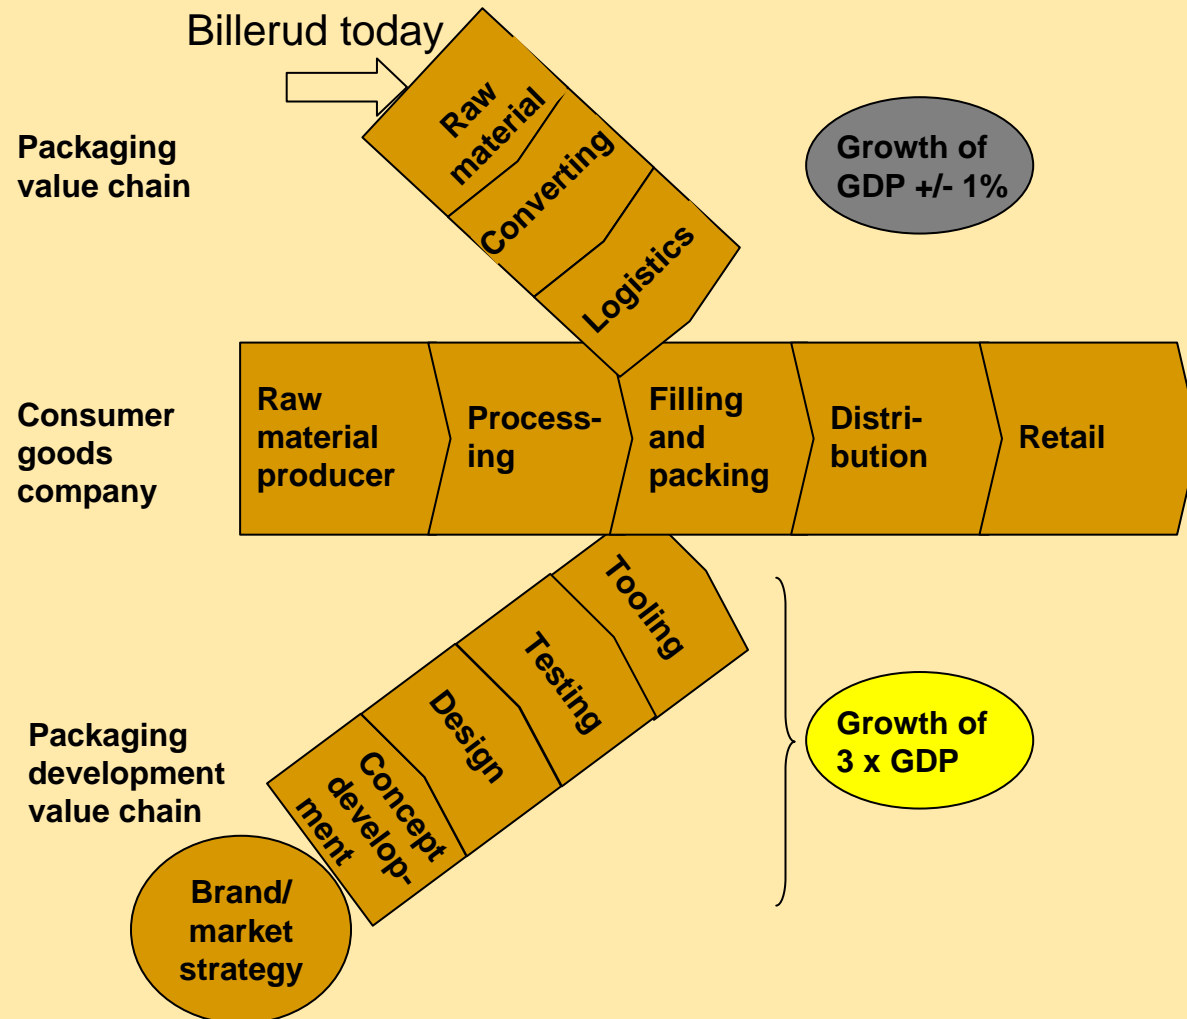 Billerud today
Raw
material
Converting
Logistics
Packaging
value chain
Growth of
GDP +/- 1%
Consumer
goods
company
Raw
material
producer
Process-
ing
Filling
and
packing
Distri-
bution
Retail
Tooling
Testing
Design
Concept
develop-
ment
Packaging
development
value chain
Growth of
3 x GDP
Brand/
market
strategy